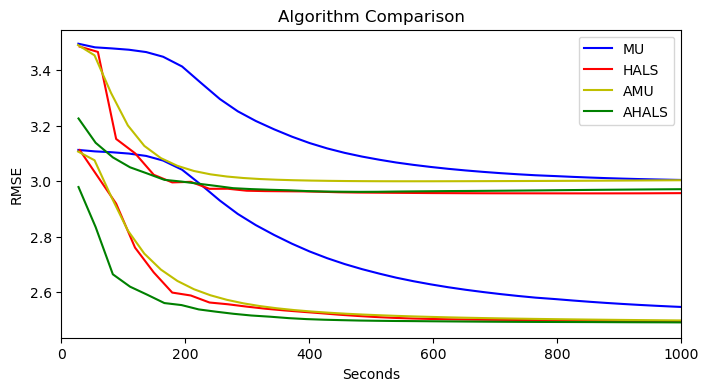 Algorithm Comparison
MU
HALS
AMU
AHALS
RMSE
3.4
3.2
3.0
2.8
2.6
0 200 400 600 800 1000
Seconds